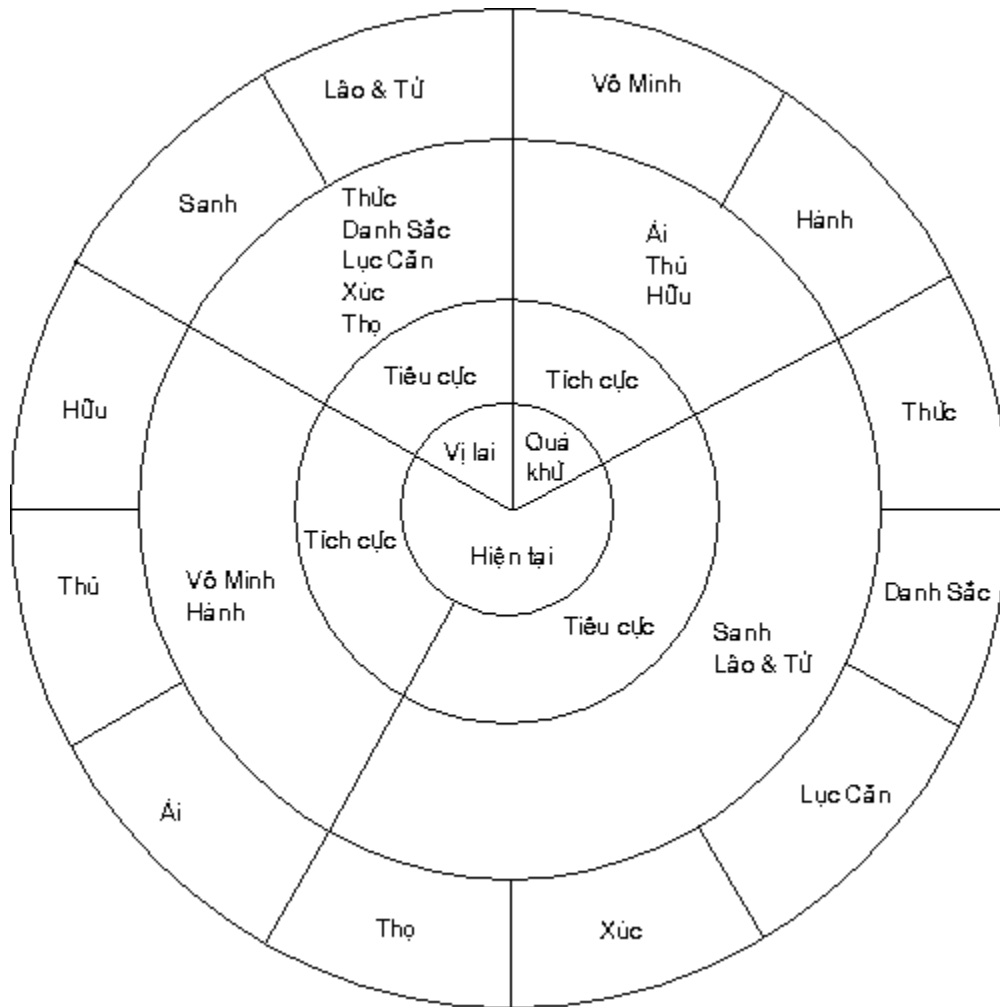 Lão & Tử
Vô Minh
Sanh
Hành
Thức
Danh Sắc
Lục Căn
Xúc
Thọ
Ái
Thủ
Hữu
Hữu
Thức
Tiêu cực
Tích cực
Vị lai
Quá
khứ
Tích cực
Hiện tại
Thủ
Vô Minh
Hành
Tiêu cực
Sanh
Lão & Tử
Danh Sắc
Lục Căn
Ái
Thọ
Xúc